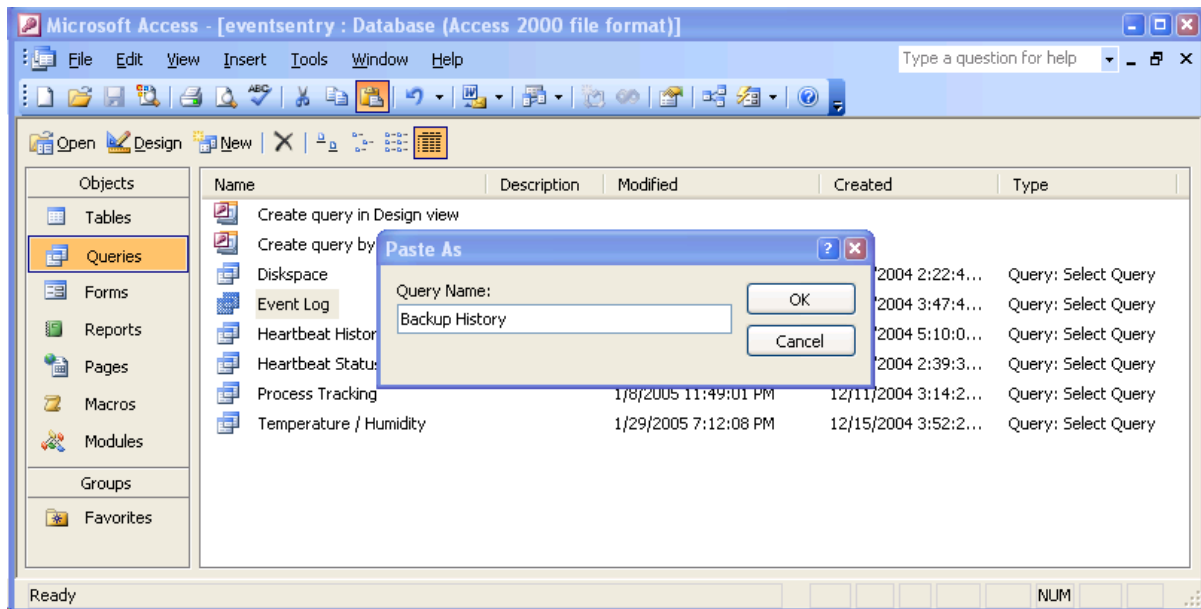 Microsoft Access - [eventsentry : Database (Access 2000 file format)]
File Edit View Insert Tools Window Help Type a question for help
ABC
Open Design New
Objects
Tables
Queries
Forms
Reports
Pages
Macros
Modules
Groups
Favorites
Name Description Modified Created Type
Create query in Design view
Create query by
Diskspace /2004 2:22:4... Query: Select Query
Event Log /2004 3:47:4... Query: Select Query
Heartbeat Histor /2004 5:10:0... Query: Select Query
Heartbeat Statu /2004 2:39:3... Query: Select Query
Process Tracking 1/8/2005 11:49:01 PM 12/11/2004 3:14:2... Query: Select Query
Temperature / Humidity 1/29/2005 7:12:08 PM 12/15/2004 3:52:2... Query: Select Query
Paste As
Query Name:
Backup History
OK
Cancel
Ready NUM